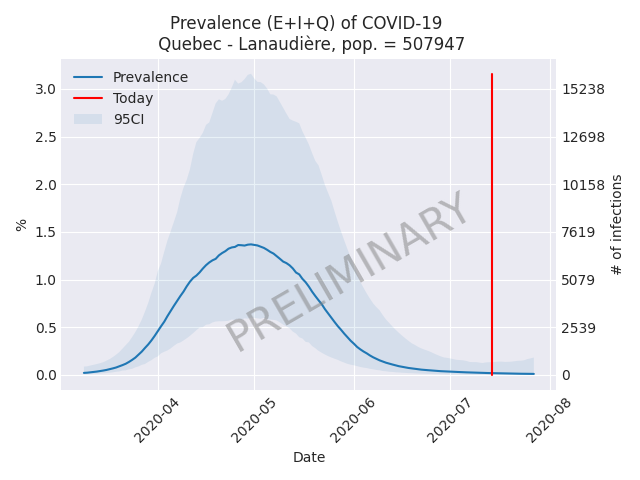 Prevalence (E+I+Q) of COVID-19
Quebec - Lanaudière, pop. = 507947
Prevalence
Today
95CI
3.0
2.5
2.0
1.5
1.0
0.5
0.0
%
15238
12698
10158
7619
5079
2539
0
# of infections
PRELIMINARY
2020-04
2020-05
2020-06
2020-07
2020-08
Date